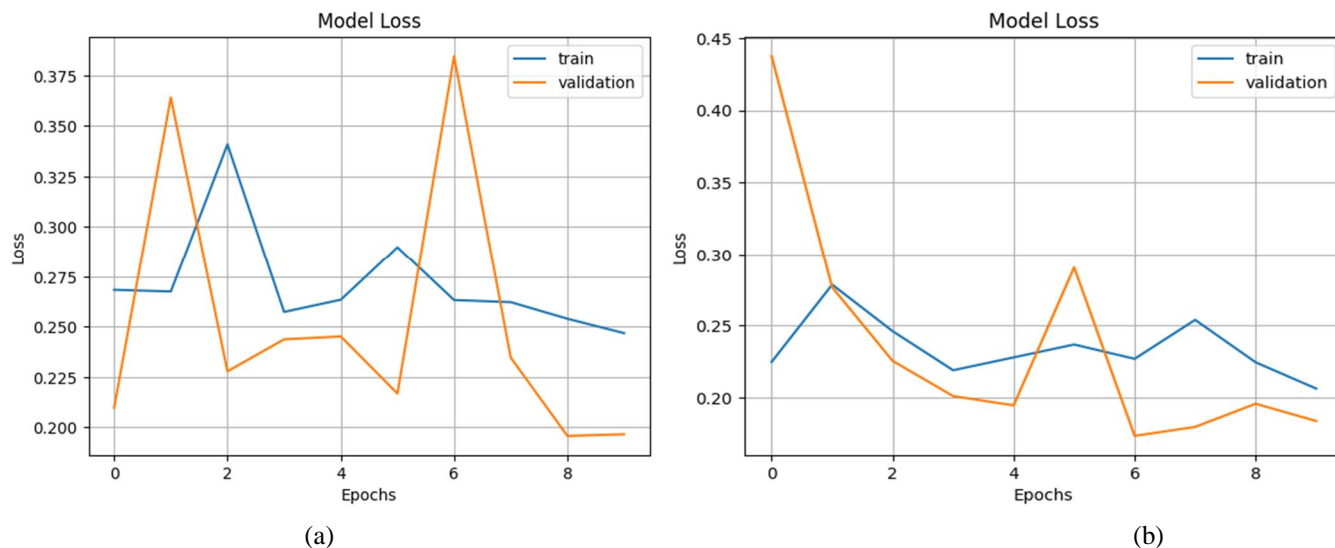 Model Loss
0.375
0.350
0.325
0.300
0.275
0.250
0.225
0.200
Loss
train
validation
0 2 4 6 8
Epochs
(a)
Model Loss
0.45
0.40
0.35
0.30
0.25
0.20
Loss
train
validation
0 2 4 6 8
Epochs
(b)